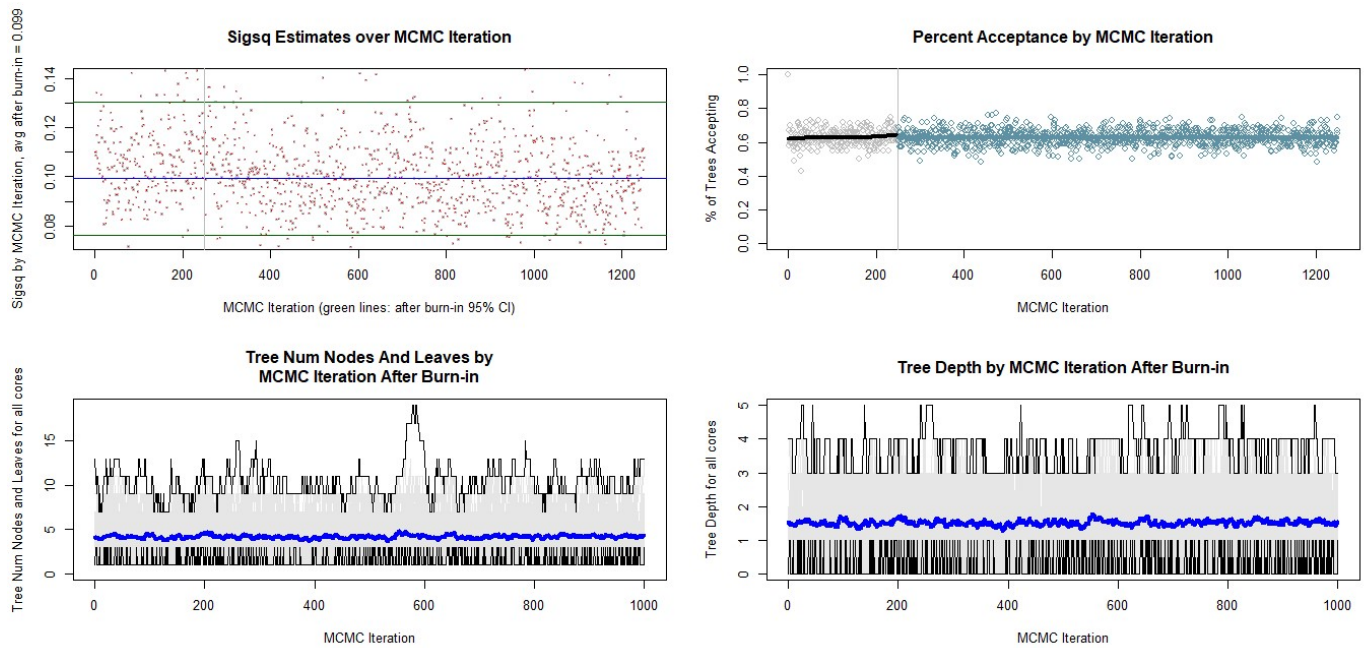 Sigsq Estimates over MCMC Iteration
Sigsq by MCMC Iteration, avg after burn-in = 0.099
0.14
0.12
0.10
0.08
0 200 400 600 800 1000 1200
MCMC Iteration (green lines: after burn-in 95% CI)
Percent Acceptance by MCMC Iteration
% of Trees Accepting
1.0
0.8
0.6
0.4
0.2
0.0
0 200 400 600 800 1000 1200
MCMC Iteration
Tree Num Nodes And Leaves by
MCMC Iteration After Burn-in
Tree Num Nodes and Leaves for all cores
15
10
5
0
0 200 400 600 800 1000
MCMC Iteration
Tree Depth by MCMC Iteration After Burn-in
Tree Depth for all cores
5
4
3
2
1
0
0 200 400 600 800 1000
MCMC Iteration